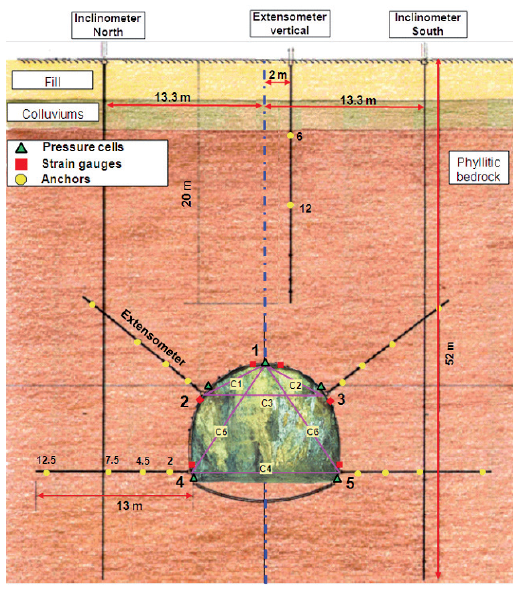 Inclinometer
North
Extensometer
vertical
Inclinometer
South
2 m
Fill
13.3 m
13.3 m
Colluviums
Pressure cells
Strain gauges
Anchors
6
Phyllitic
bedrock
20 m
12
Extensometer
52 m
1
C1
C2
2
C3
3
C6
C6
12.5
7.5
4.5
2
C4
4
5
13 m